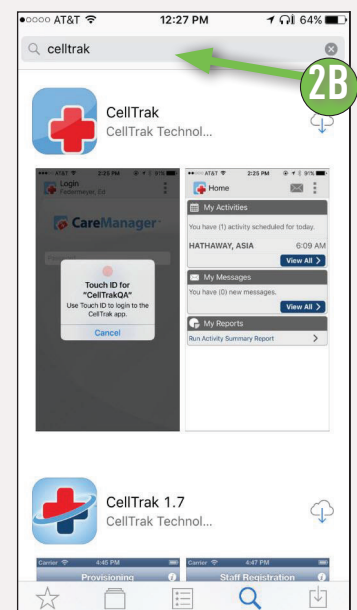 AT&T 12:27 PM 64%
celltrak
2B
CellTrak
CellTrak Technol...
AT&T 2:25 PM 91%
Login
CareManager
Touch ID for
"CellTrakQA"
Use Touch ID to login to the
CellTrak app.
Cancel
AT&T 2:25 PM 91%
Home
My Activities
You have (1) activity scheduled for today.
HATHAWAY, ASIA 6:09 AM
View All >
My Messages
You have (0) new messages.
View All >
My Reports
Run Activity Summary Report >
CellTrak 1.7
CellTrak Technol...
Carrier 4:45 PM
Provisioning
Carrier 4:47 PM
Staff Registration